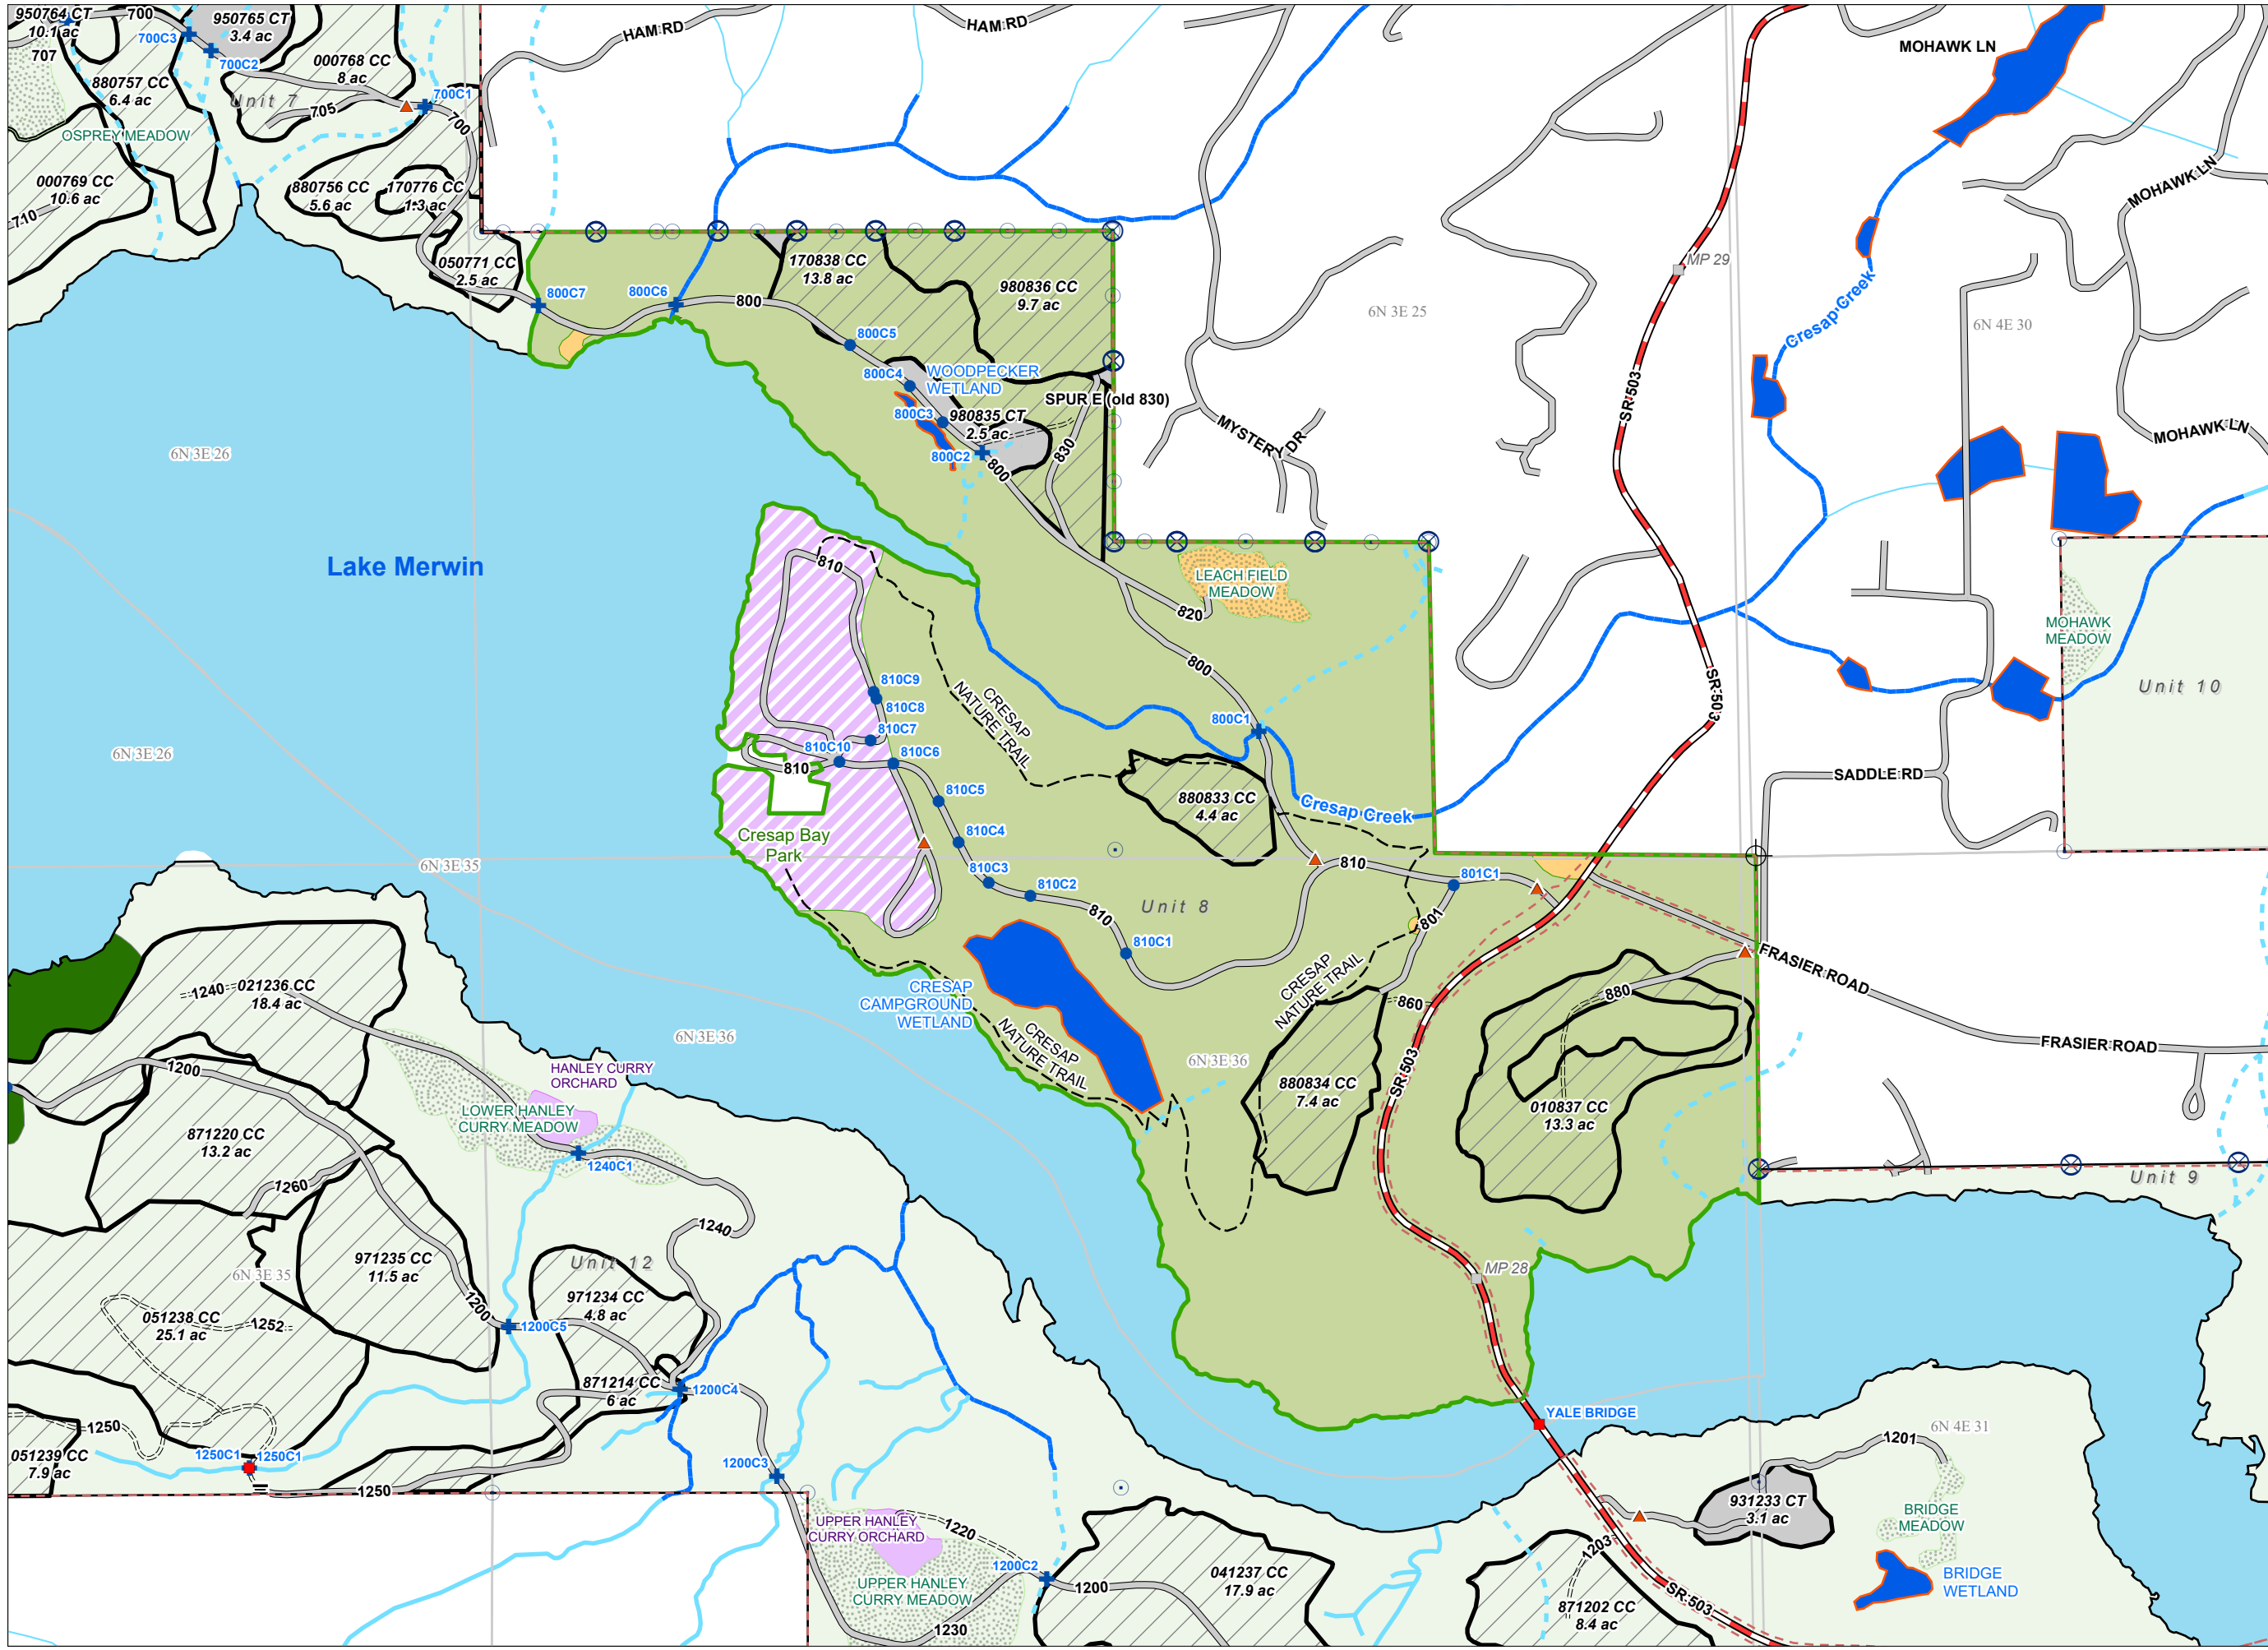 950764 CT
10.1 ac
700
950765 CT
3.4 ac
700C3
700C2
707
880757 CC
6.4 ac
000768 CC
8 ac
Unit 7
705
700C1
700
OSPREY MEADOW
000769 CC
10.6 ac
710
880756 CC
5.6 ac
170776 CC
1.3 ac
050771 CC
2.5 ac
HAM RD
HAM RD
MOHAWK LN
MOHAWK LN
MOHAWK LN
MP 29
Cresap Creek
6N 3E 25
6N 4E 30
800C7
800C6
800
170838 CC
13.8 ac
980836 CC
9.7 ac
800C5
800C4
WOODPECKER
WETLAND
SPUR E (old 830)
800C3
980835 CT
2.5 ac
800C2
800
830
MYSTERY DR
SR 503
6N 3E 26
Lake Merwin
810
LEACH FIELD
MEADOW
820
800
MOHAWK
MEADOW
Unit 10
SR 503
CRESAP
NATURE TRAIL
810C9
810C8
810C7
810C10
810C6
810
800C1
6N 3E 26
SADDLE RD
810C5
880833 CC
4.4 ac
Cresap Creek
Cresap Bay
Park
810C4
6N 3E 35
810C3
810C2
810
801C1
810
Unit 8
801
810C1
FRASIER ROAD
FRASIER ROAD
CRESAP
NATURE TRAIL
CRESAP
CAMPGROUND
WETLAND
860
880
1240
021236 CC
18.4 ac
6N 3E 36
CRESAP
NATURE TRAIL
6N 3E 36
SR 503
1200
HANLEY CURRY
ORCHARD
LOWER HANLEY
CURRY MEADOW
880834 CC
7.4 ac
010837 CC
13.3 ac
871220 CC
13.2 ac
1240C1
1260
Unit 9
1240
971235 CC
11.5 ac
Unit 12
6N 3E 35
MP 28
971234 CC
4.8 ac
1200
051238 CC
25.1 ac
1252
1200C5
871214 CC
6 ac
1200C4
YALE BRIDGE
1250
051239 CC
7.9 ac
1250C1
1250C1
1250
1200C3
6N 4E 31
1201
931233 CT
3.1 ac
BRIDGE
MEADOW
UPPER HANLEY
CURRY ORCHARD
1220
1203
1200C2
UPPER HANLEY
CURRY MEADOW
1200
041237 CC
17.9 ac
BRIDGE
WETLAND
SR 503
871202 CC
8.4 ac
1230